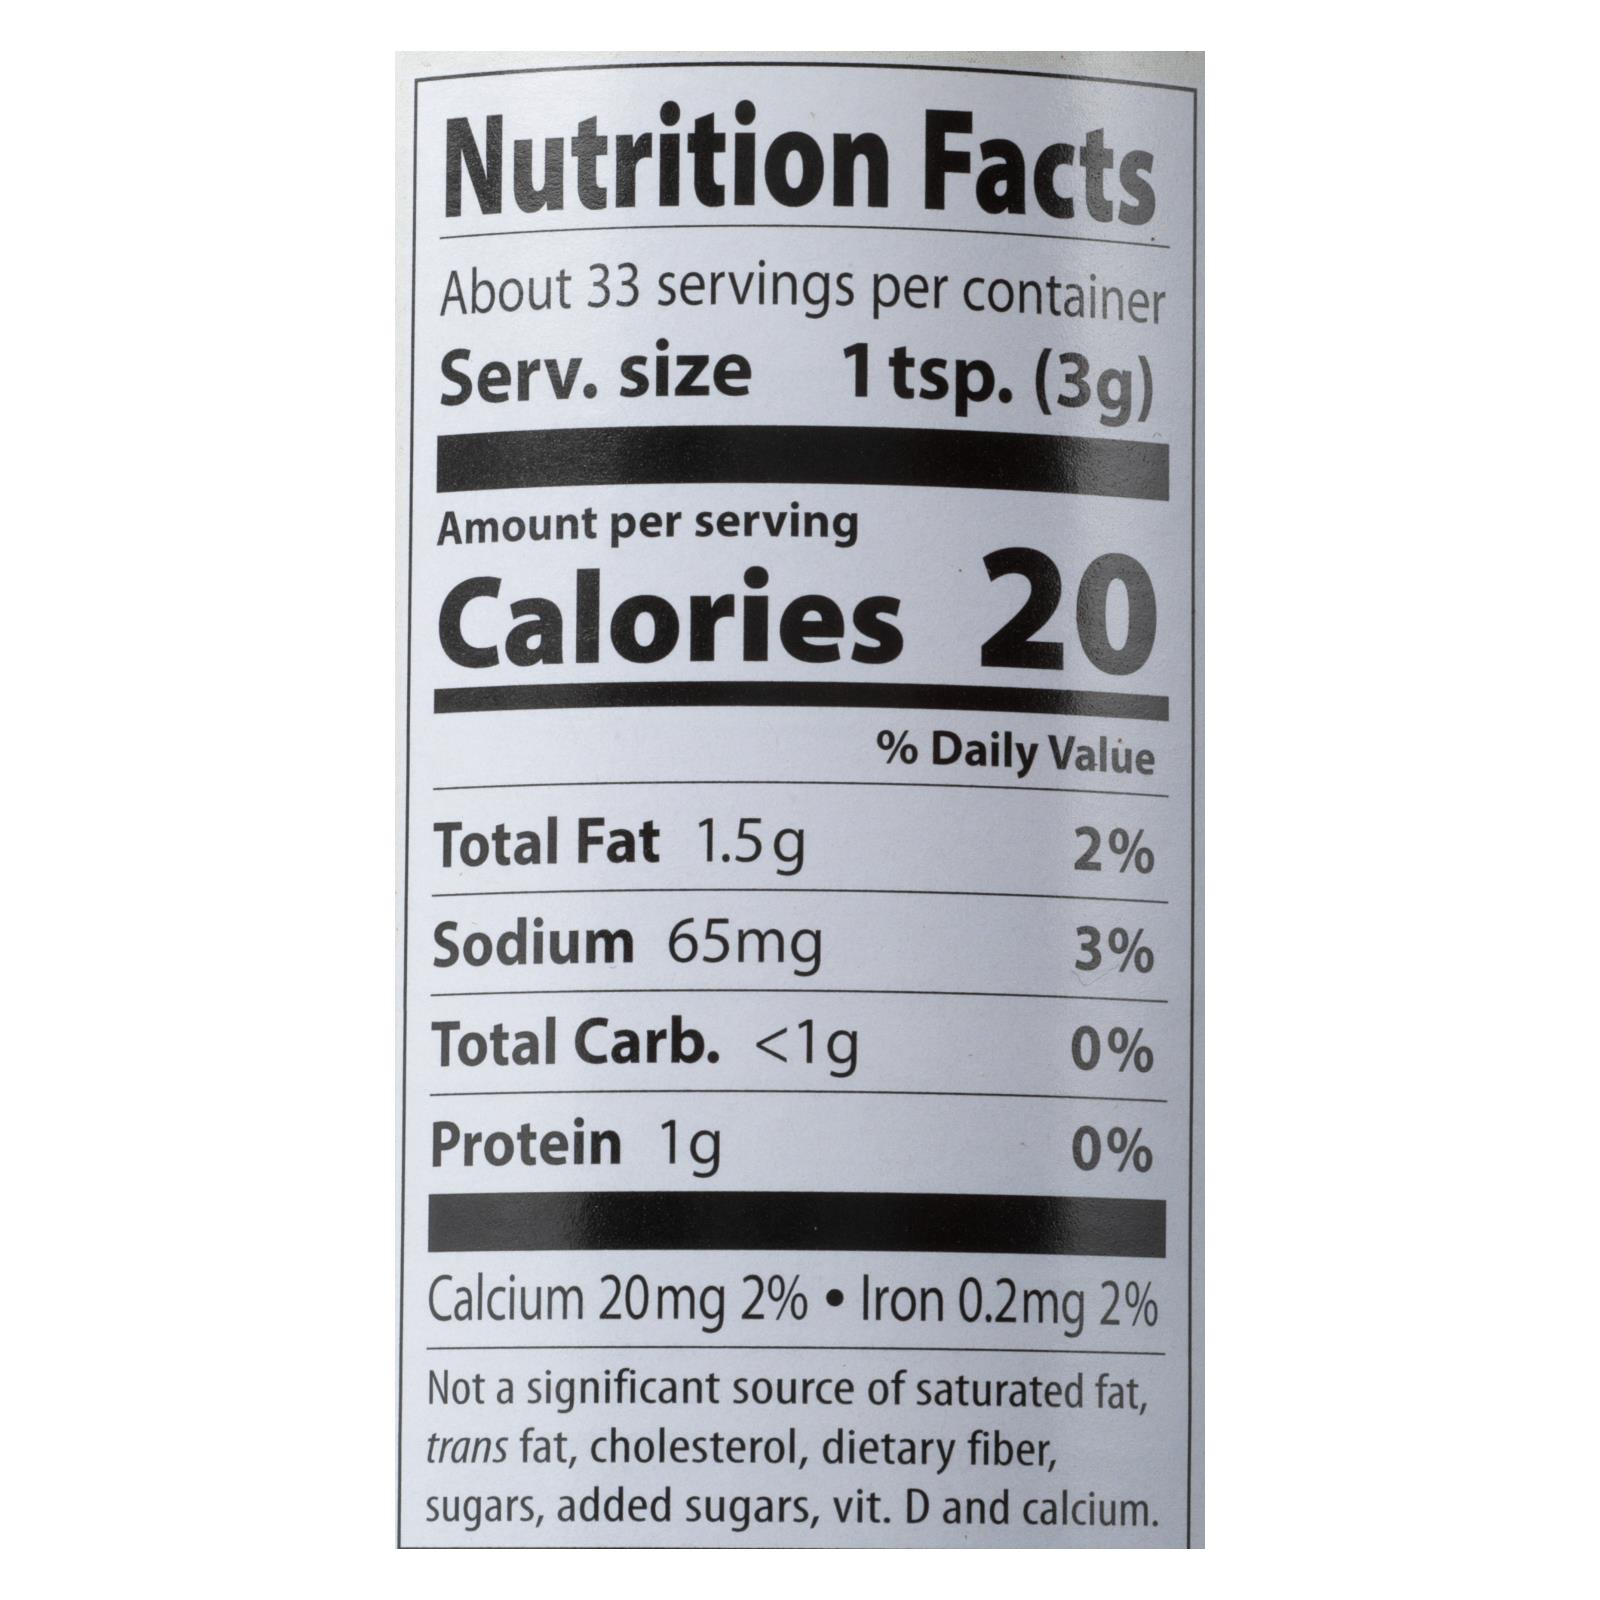 Nutrition Facts
About 33 servings per container
Serv. size 1 tsp. (3g)
Amount per serving
Calories 20
% Daily Value
Total Fat 1.5g 2%
Sodium 65mg 3%
Total Carb. <1g 0%
Protein 1g 0%
Calcium 20mg 2% • Iron 0.2mg 2%
Not a significant source of saturated fat,
trans fat, cholesterol, dietary fiber,
sugars, added sugars, vit. D and calcium.